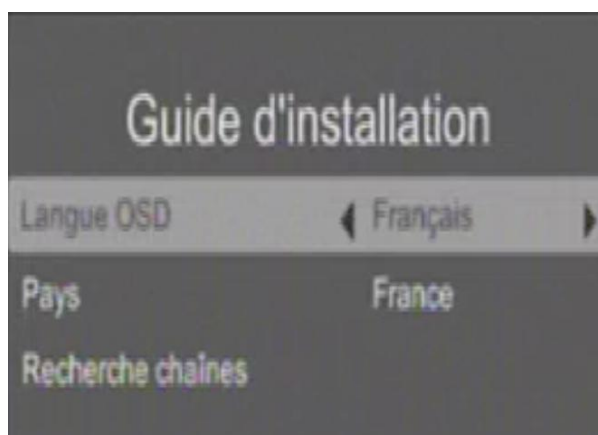 Guide d'installation
Langue OSD Français
Pays France
Recherche chaînes